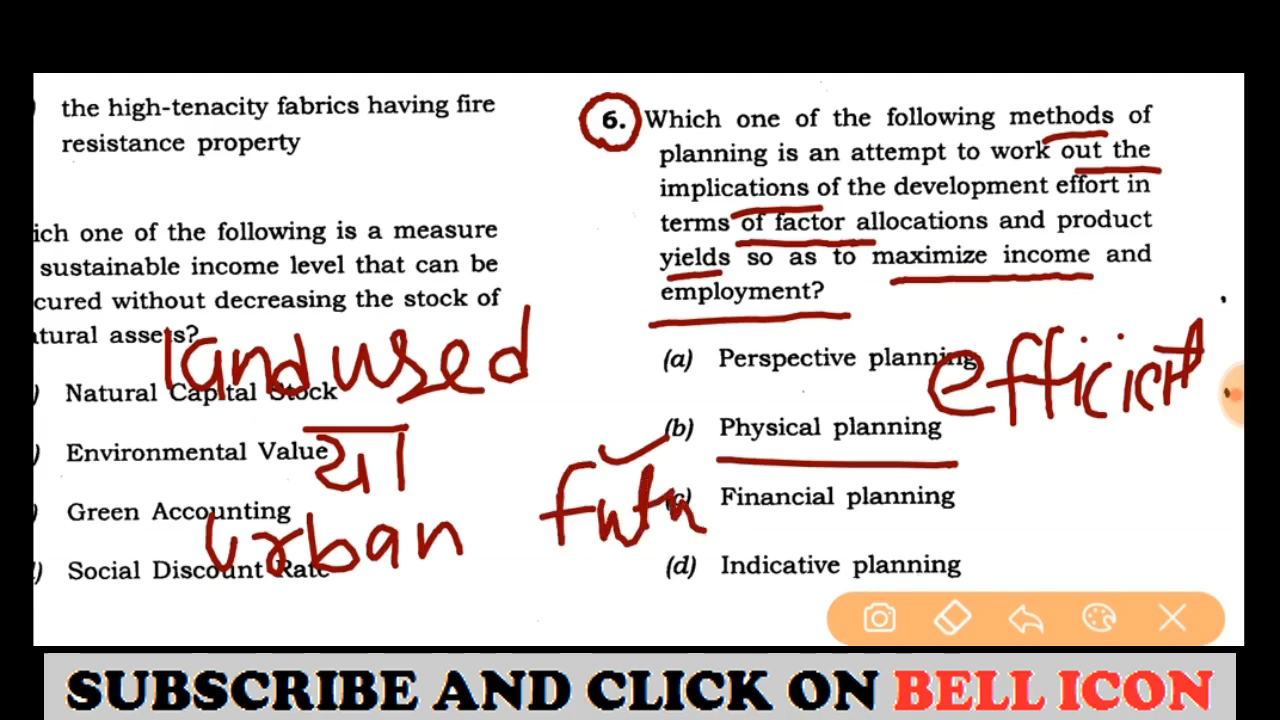 the high-tenacity fabrics having fire
resistance property
ich one of the following is a measure
sustainable income level that can be
cured without decreasing the stock of
tural assets?
Natural Capital Stock
Environmental Value
Green Accounting
Social Discount Rate
land used
या
urban
6. Which one of the following methods of
planning is an attempt to work out the
implications of the development effort in
terms of factor allocations and product
yields so as to maximize income and
employment?
(a) Perspective planning
(b) Physical planning
(c) Financial planning
(d) Indicative planning
efficient
SUBSCRIBE AND CLICK ON BELL ICON